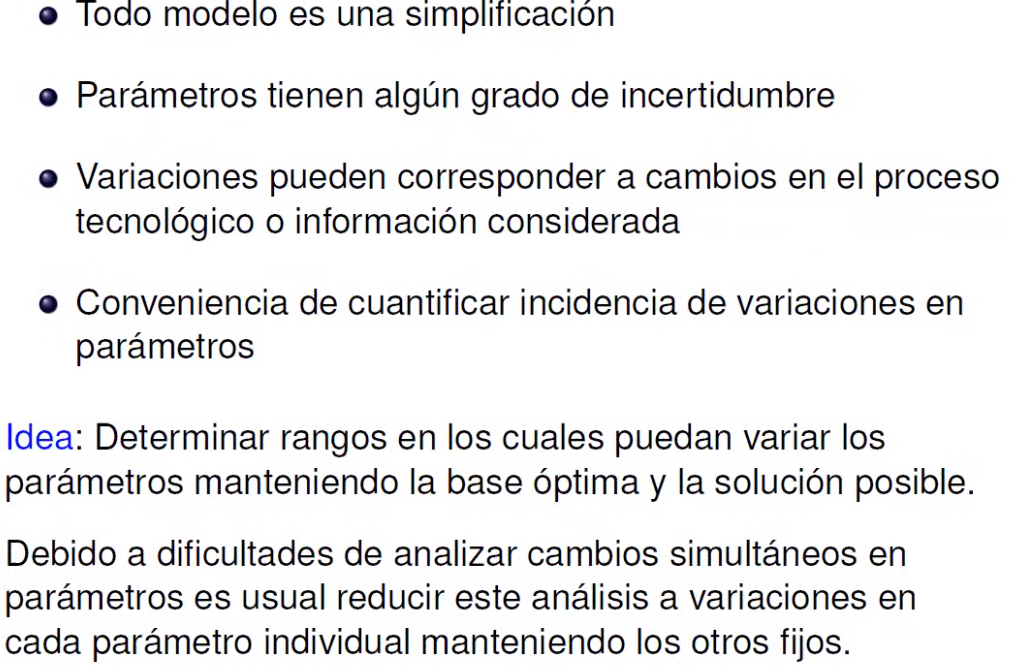 Todo modelo es una simplificación
Parámetros tienen algún grado de incertidumbre
Variaciones pueden corresponder a cambios en el proceso
tecnológico o información considerada
Conveniencia de cuantificar incidencia de variaciones en
parámetros
Idea: Determinar rangos en los cuales puedan variar los
parámetros manteniendo la base óptima y la solución posible.
Debido a dificultades de analizar cambios simultáneos en
parámetros es usual reducir este análisis a variaciones en
cada parámetro individual manteniendo los otros fijos.